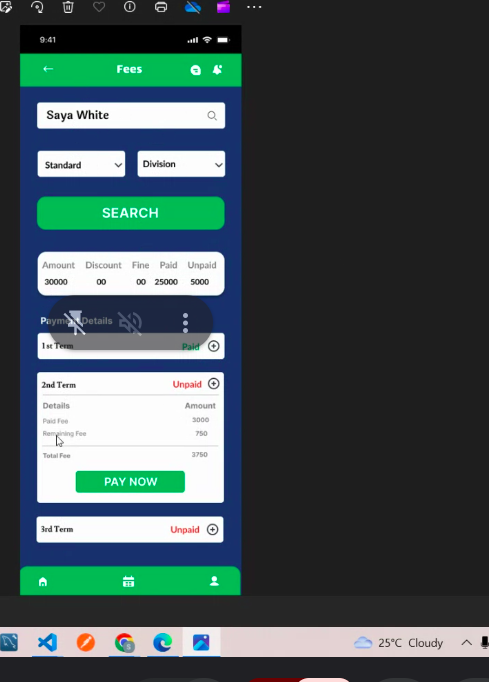 9:41
Fees
Saya White
Standard Division
SEARCH
Amount Discount Fine Paid Unpaid
30000 00 00 25000 5000
Payment Details
1st Term Paid
2nd Term Unpaid
Details Amount
Paid Fee 3000
Remaining Fee 750
Total Fee 3750
PAY NOW
3rd Term Unpaid
25°C Cloudy